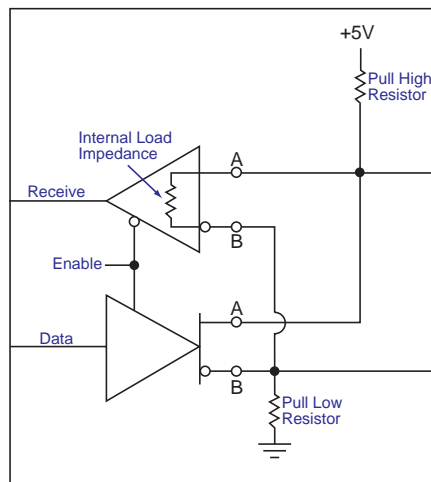 +5V
Pull High
Resistor
Internal Load
Impedance
A
Receive
B
Enable
A
Data
B
Pull Low
Resistor